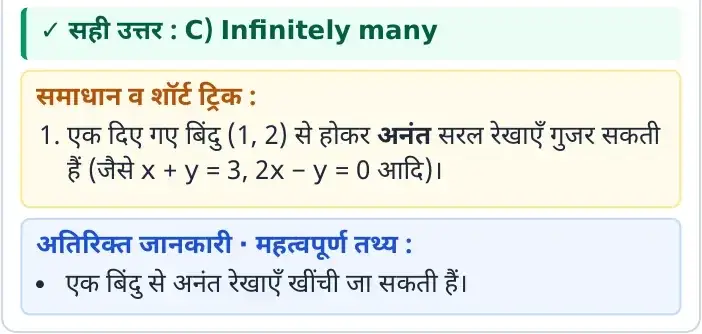 ✓ सही उत्तर : C) Infinitely many
समाधान व शॉर्ट ट्रिक :
1. एक दिए गए बिंदु (1, 2) से होकर अनंत सरल रेखाएँ गुजर सकती
हैं (जैसे x + y = 3, 2x − y = 0 आदि)।
अतिरिक्त जानकारी · महत्वपूर्ण तथ्य :
• एक बिंदु से अनंत रेखाएँ खींची जा सकती हैं।